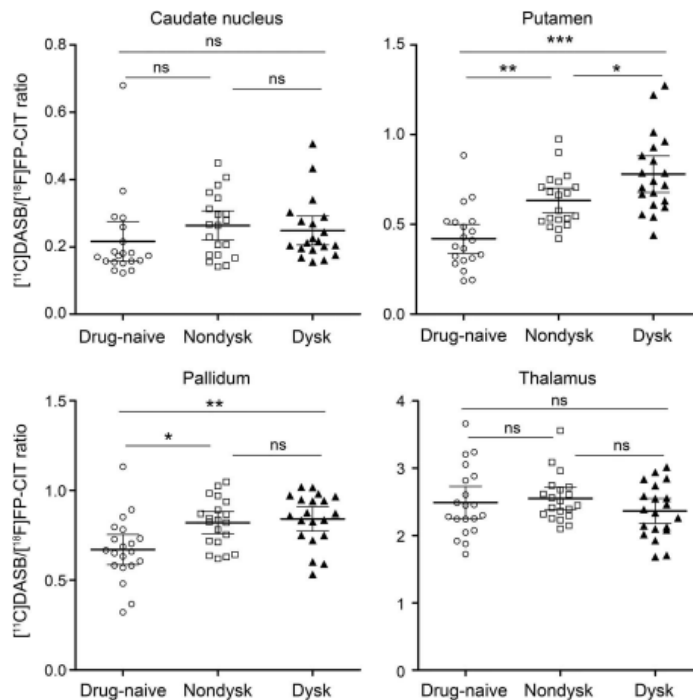 Caudate nucleus
Putamen
[¹¹C]DASB/[¹⁸F]FP-CIT ratio
0.8
0.6
0.4
0.2
0.0
ns
ns
ns
Drug-naive Nondysk Dysk
1.5
1.0
0.5
0.0
***
**
*
Drug-naive Nondysk Dysk
Pallidum
Thalamus
[¹¹C]DASB/[¹⁸F]FP-CIT ratio
1.5
1.0
0.5
0.0
**
*
ns
Drug-naive Nondysk Dysk
4
3
2
1
0
ns
ns
ns
Drug-naive Nondysk Dysk